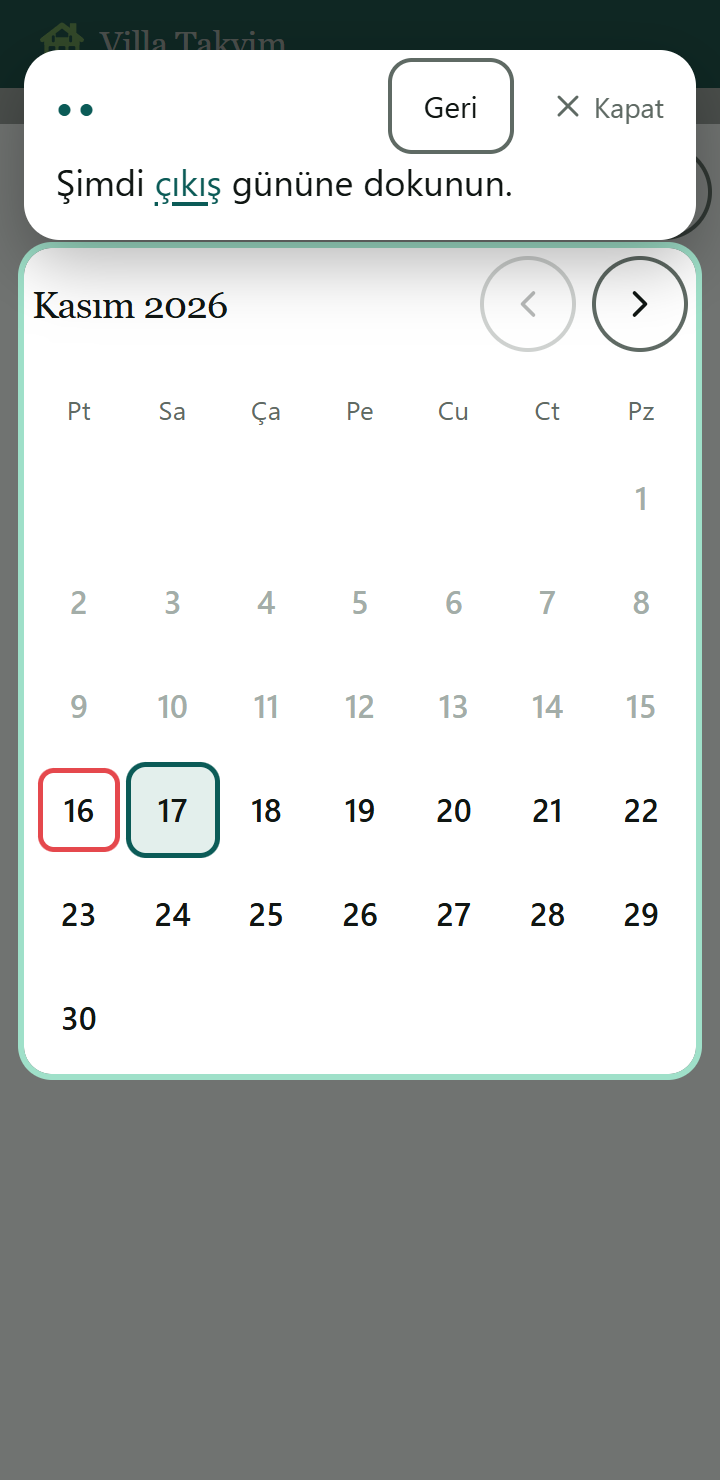 Villa Takvim
Geri
Kapat
Şimdi çıkış gününe dokunun.
Kasım 2026
Pt Sa Ça Pe Cu Ct Pz
1
2 3 4 5 6 7 8
9 10 11 12 13 14 15
16 17 18 19 20 21 22
23 24 25 26 27 28 29
30